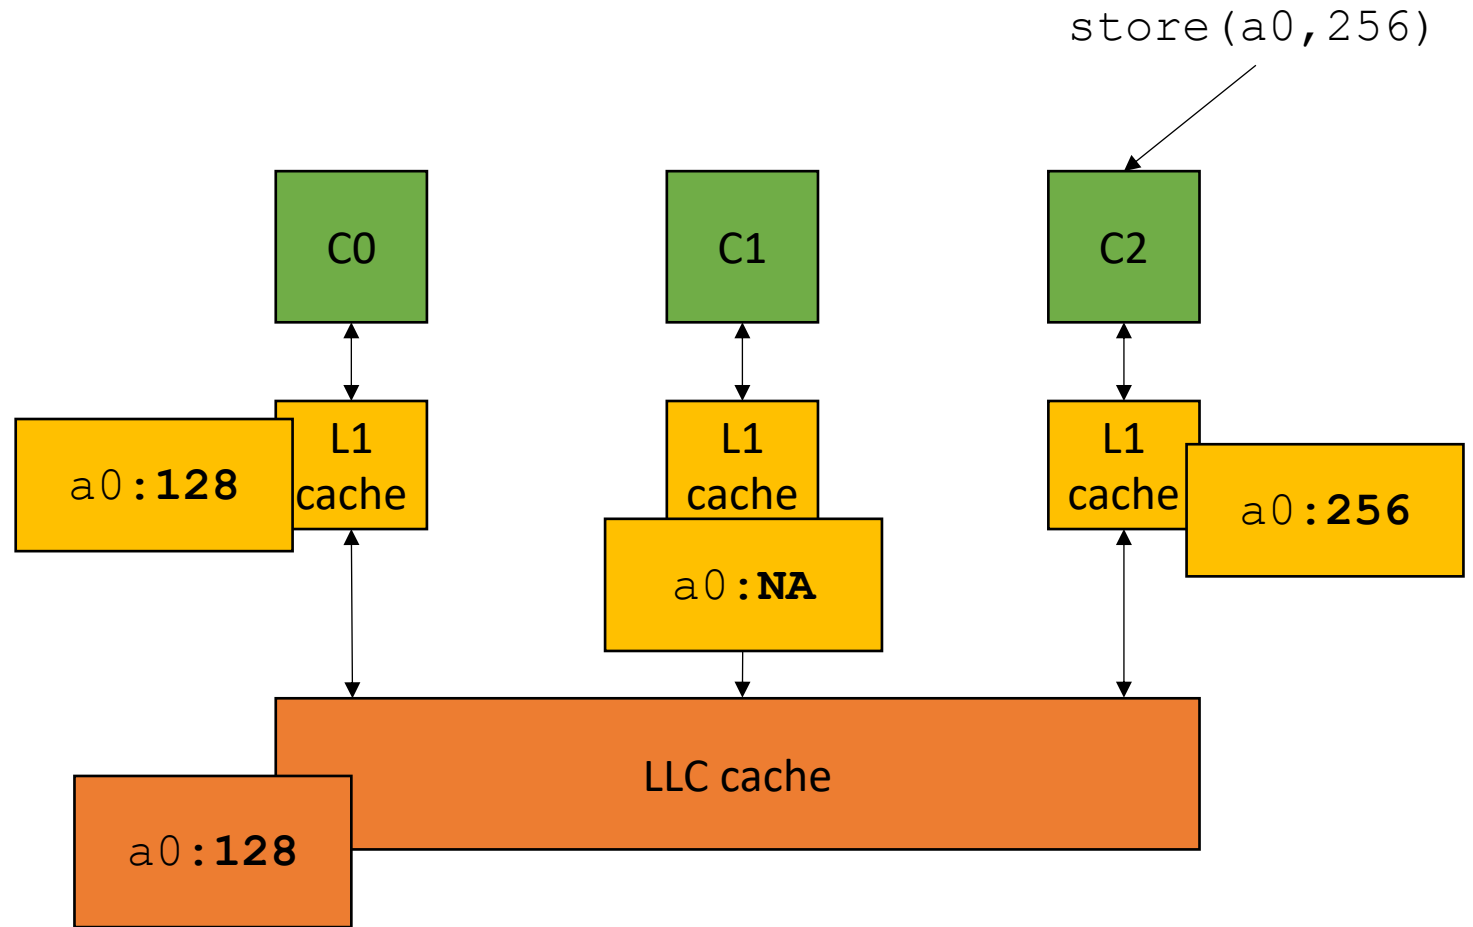 store(a0,256)
C0
C1
C2
L1
cache
a0:128
L1
cache
a0:NA
L1
cache
a0:256
LLC cache
a0:128